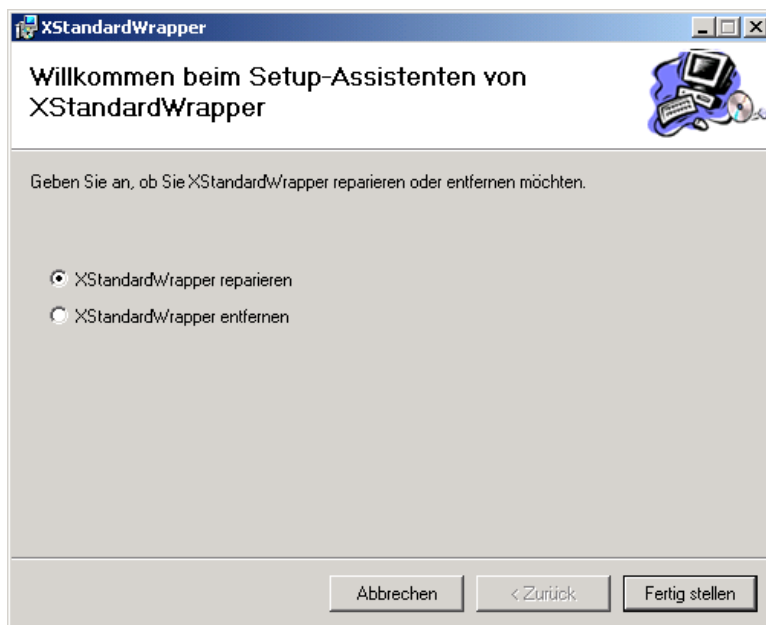 XStandardWrapper
Willkommen beim Setup-Assistenten von
XStandardWrapper
Geben Sie an, ob Sie XStandardWrapper reparieren oder entfernen möchten.
XStandardWrapper reparieren
XStandardWrapper entfernen
Abbrechen
< Zurück
Fertig stellen